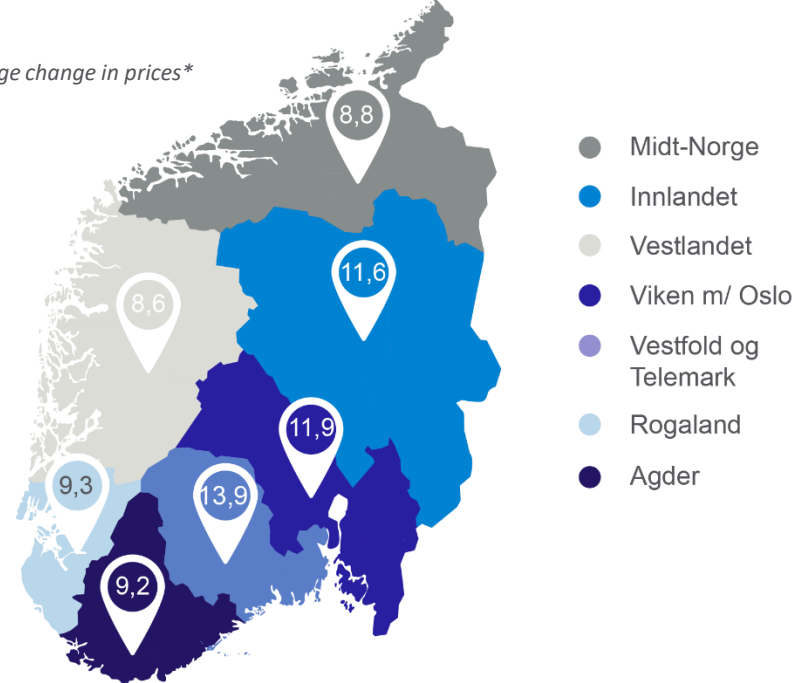 change in prices*
8,8
11,6
8,6
11,9
9,3
13,9
9,2
Midt-Norge
Innlandet
Vestlandet
Viken m/ Oslo
Vestfold og
Telemark
Rogaland
Agder